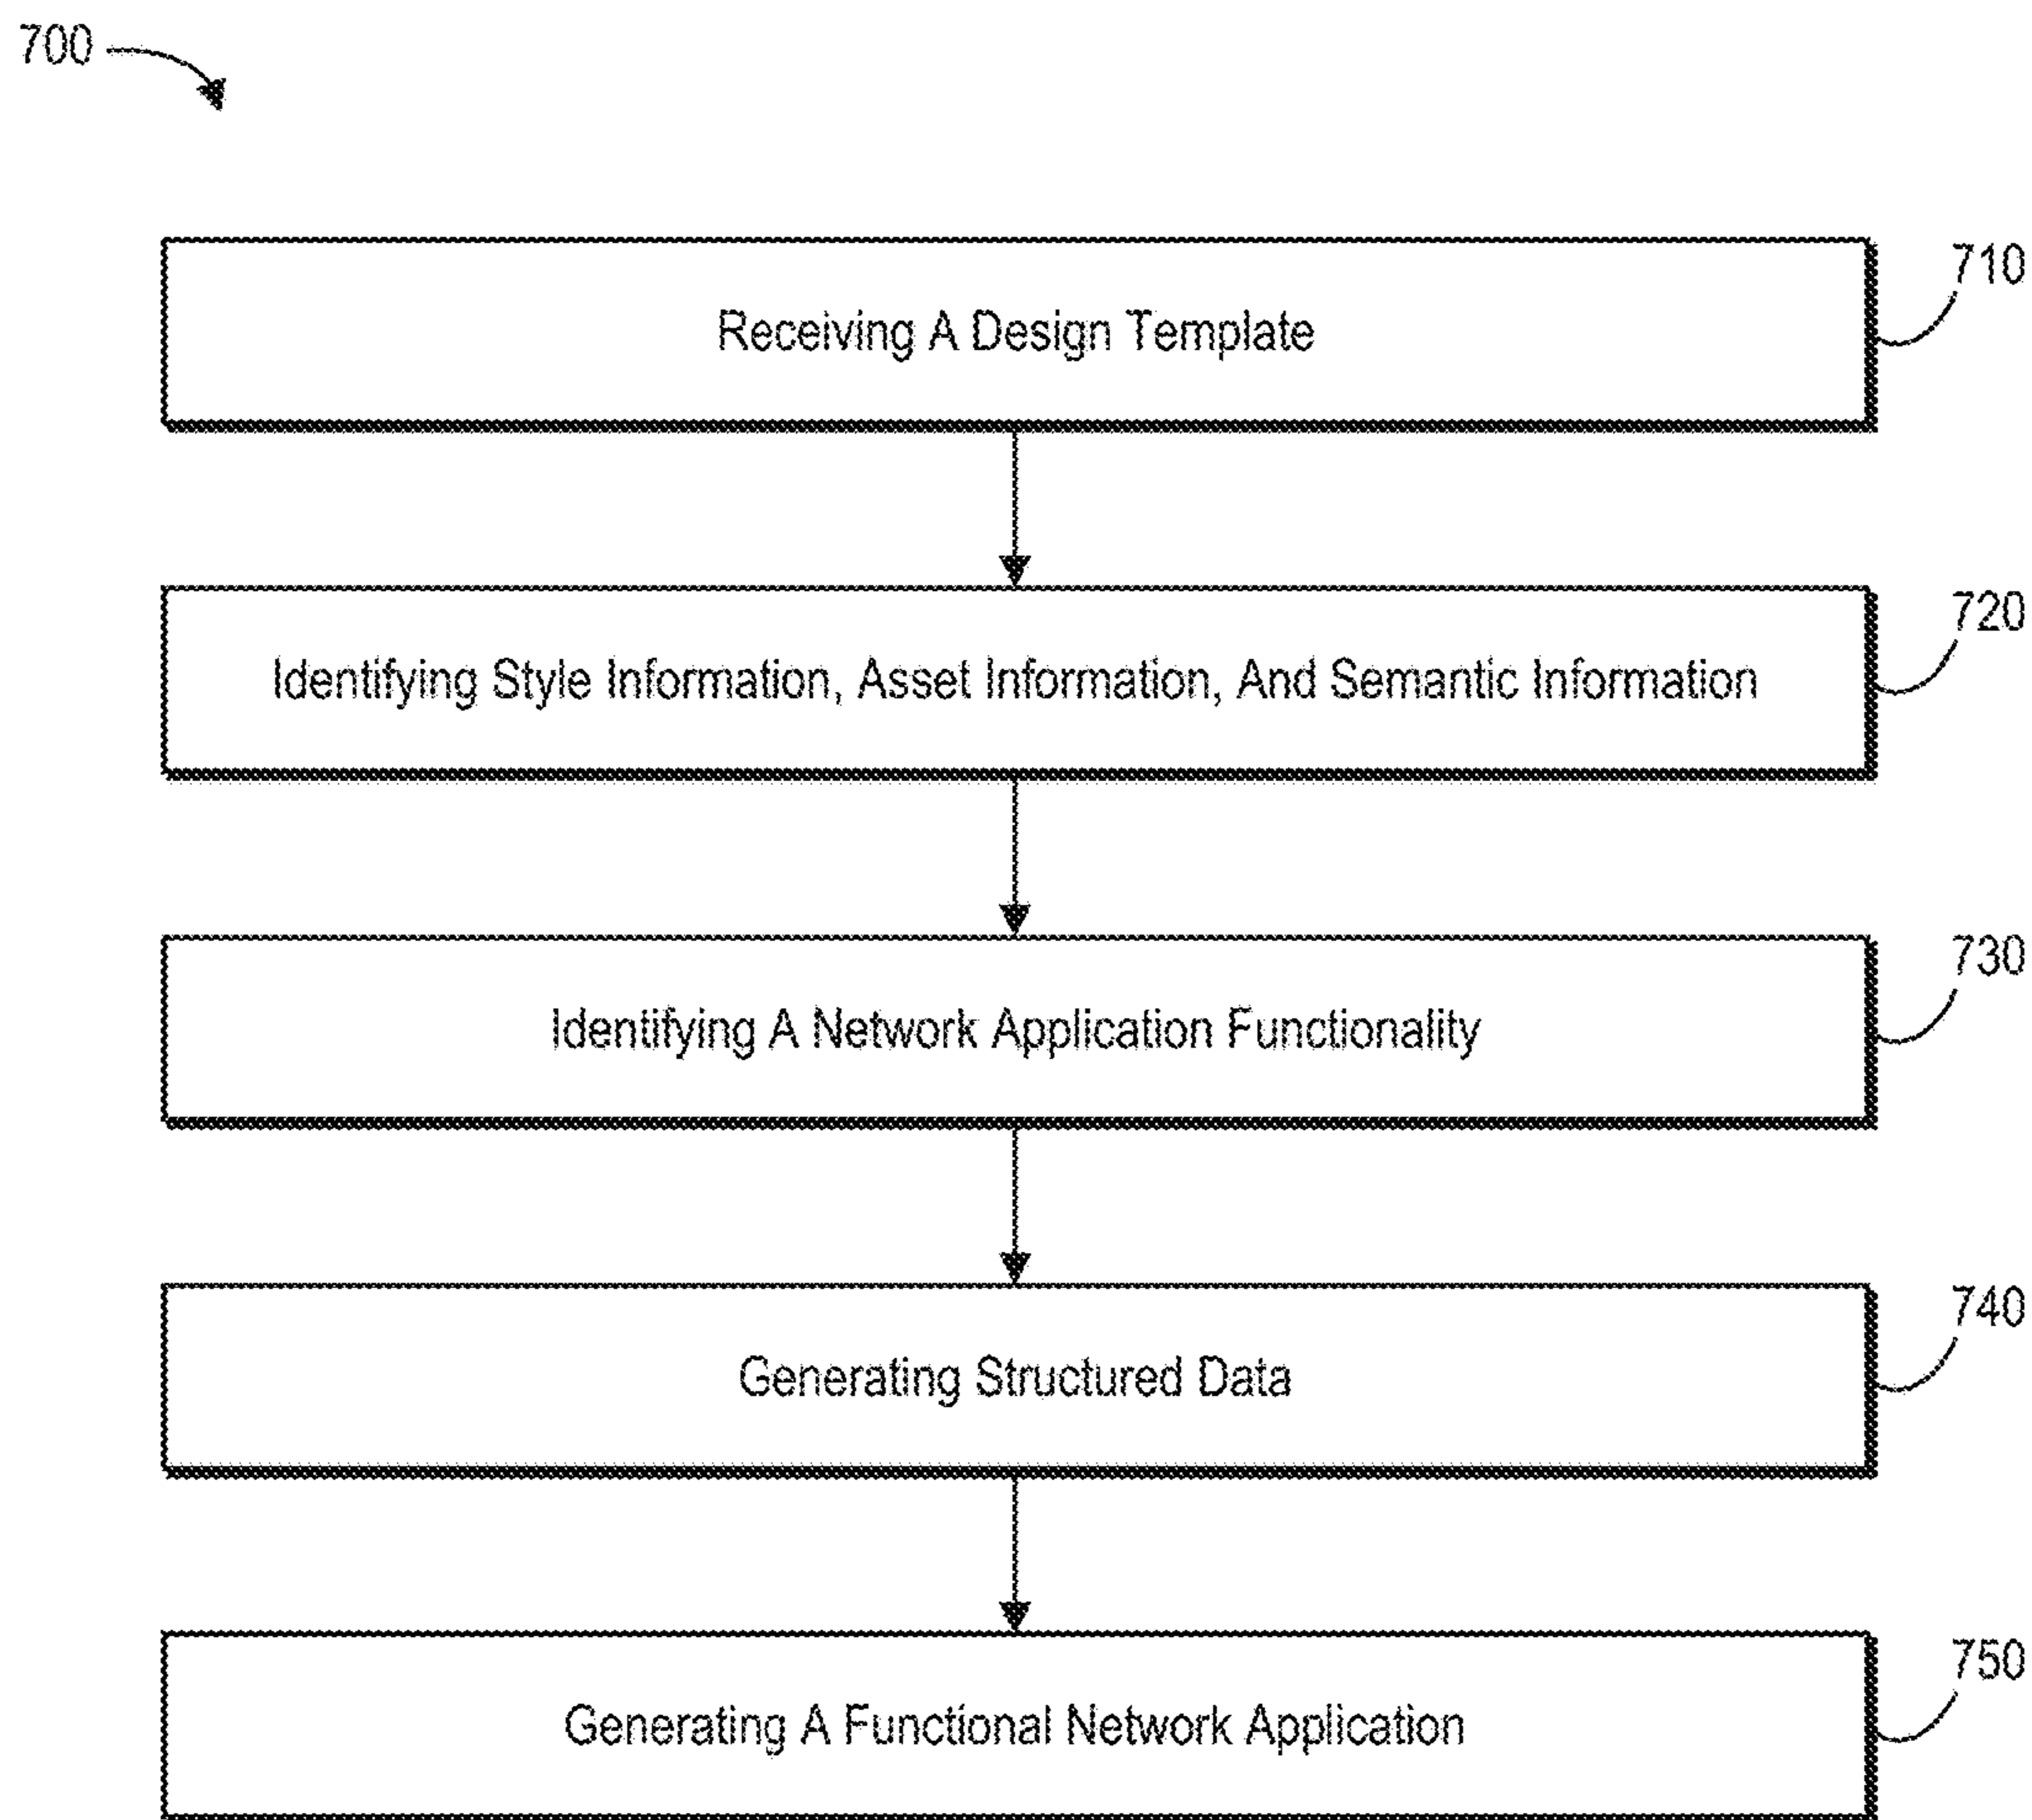 700
710
Receiving A Design Template
720
Identifying Style Information, Asset Information, And Semantic Information
730
Identifying A Network Application Functionality
740
Generating Structured Data
750
Generating A Functional Network Application